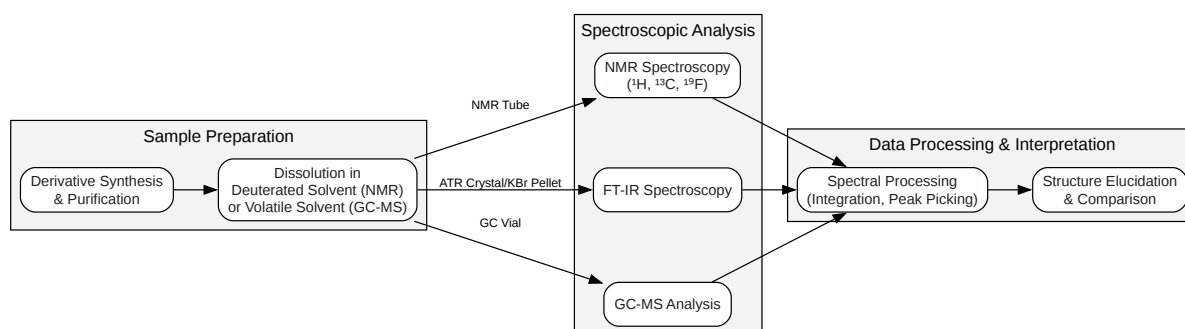 Sample Preparation
Derivative Synthesis
& Purification
Dissolution in
Deuterated Solvent (NMR)
or Volatile Solvent (GC-MS)
NMR Tube
ATR Crystal/KBr Pellet
GC Vial
Spectroscopic Analysis
NMR Spectroscopy
(¹H, ¹³C, ¹⁹F)
FT-IR Spectroscopy
GC-MS Analysis
Data Processing & Interpretation
Spectral Processing
(Integration, Peak Picking)
Structure Elucidation
& Comparison